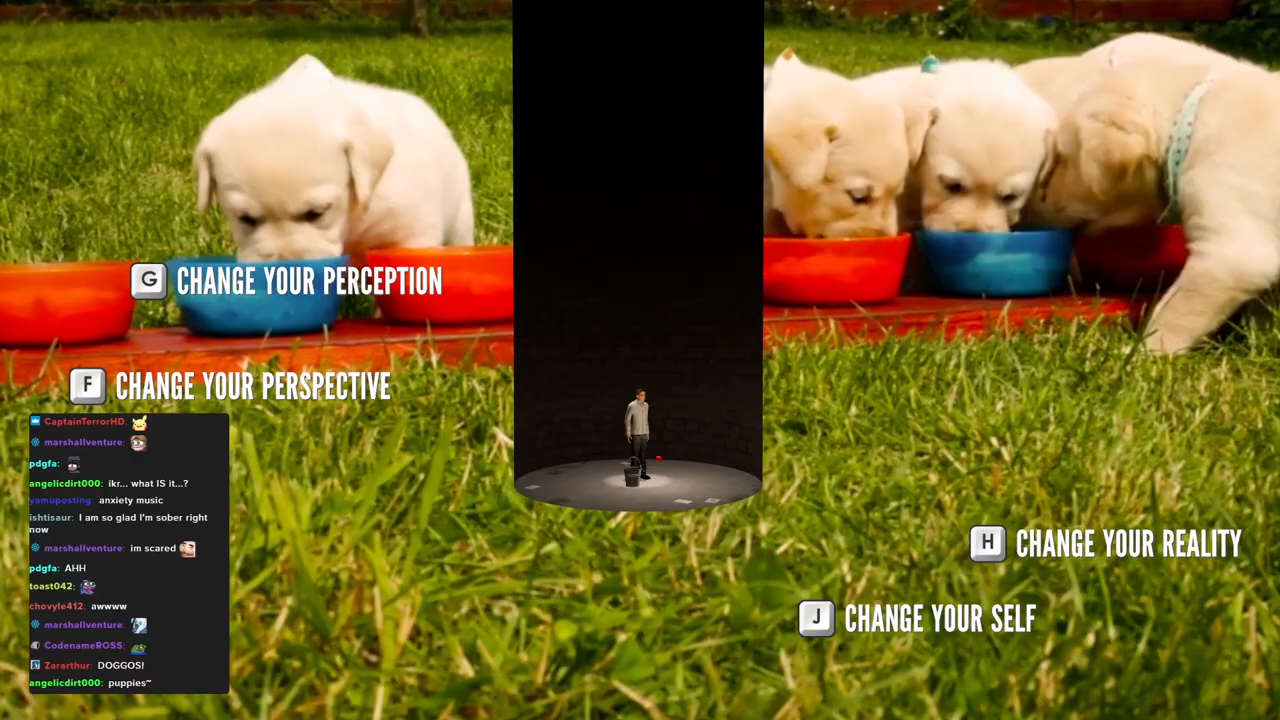 G CHANGE YOUR PERCEPTION
F CHANGE YOUR PERSPECTIVE
CaptainTerrorHD:
marshallventure:
pdgfa:
angelicdirt000: ikr... what IS it...?
yamuposting: anxiety music
ishtisaur: I am so glad I'm sober right
now
marshallventure: im scared
pdgfa: AHH
toast042:
chovyle412: awwww
marshallventure:
CodenameROSS:
Zararthur: DOGGOS!
angelicdirt000: puppies~
H CHANGE YOUR REALITY
J CHANGE YOUR SELF